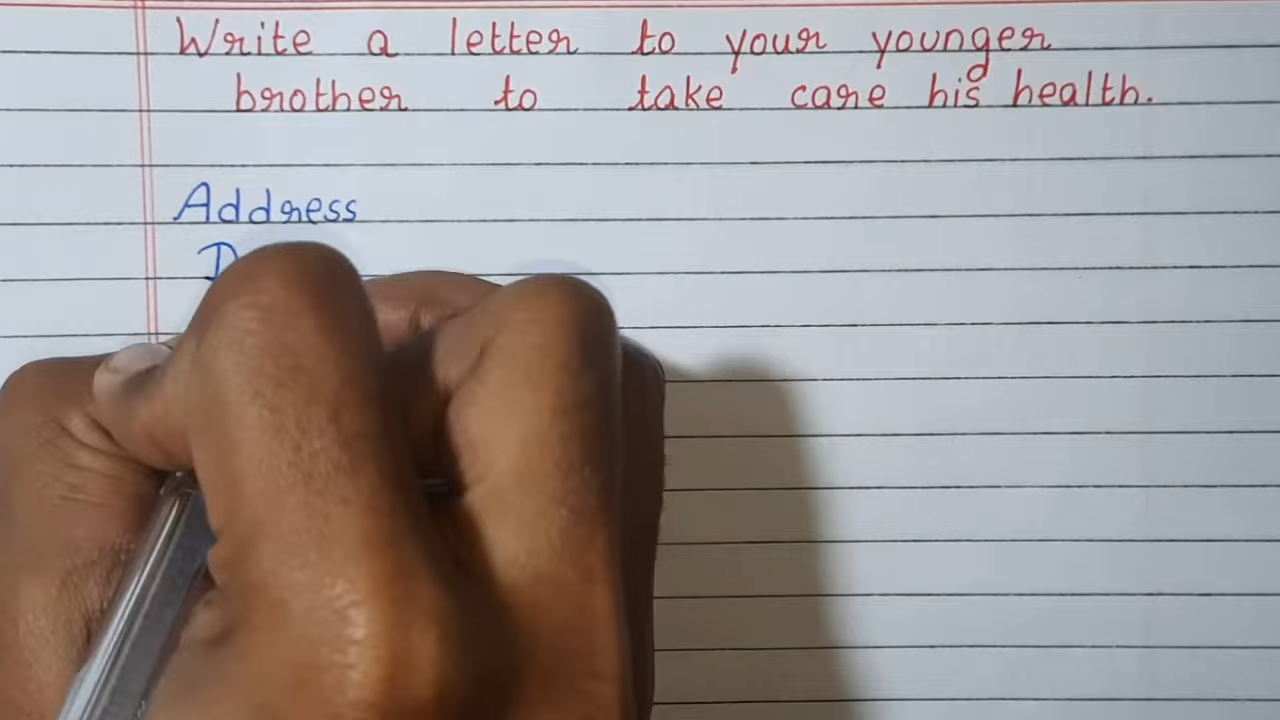 Write a letter to your younger
brother to take care his health.
Address
D